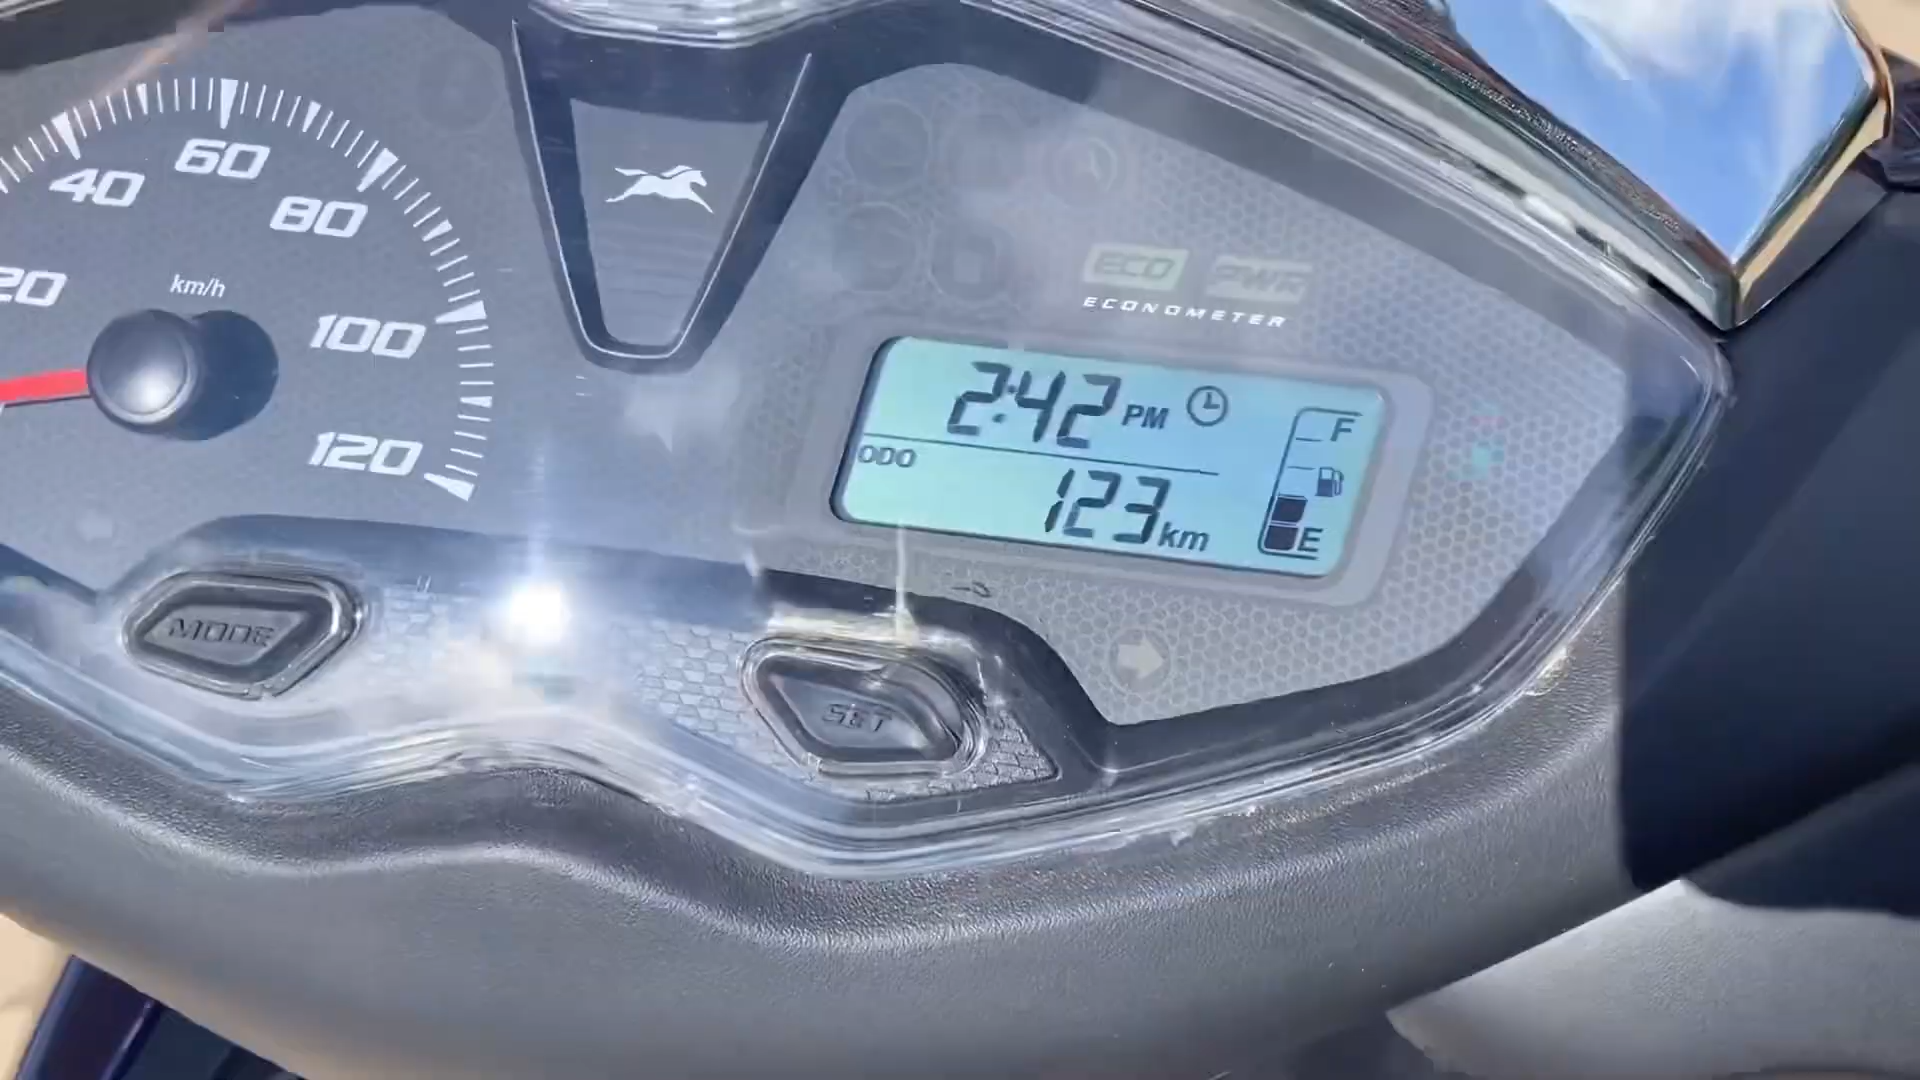 60
40
80
20
km/h
100
120
ECO PWR
ECONOMETER
2:42 PM
F
ODO
123 km
E
MODE
SET